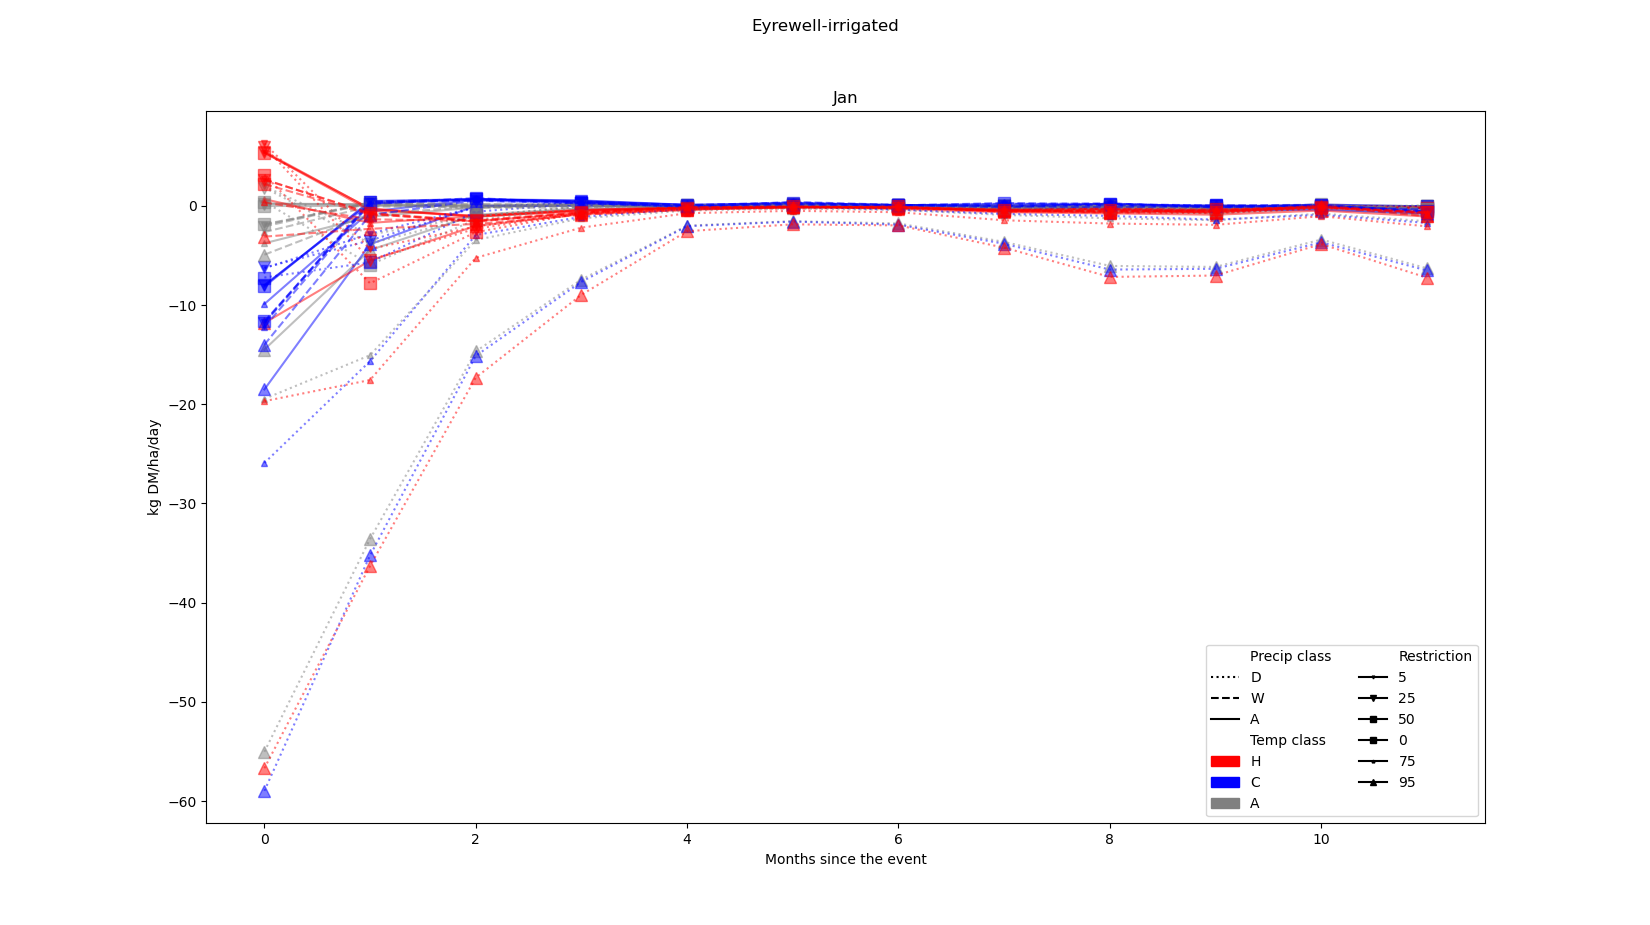 Eyrewell-irrigated
Jan
kg DM/ha/day
0
−10
−20
−30
−40
−50
−60
0 2 4 6 8 10
Months since the event
Precip class
D
W
A
Temp class
H
C
A
Restriction
5
25
50
0
75
95